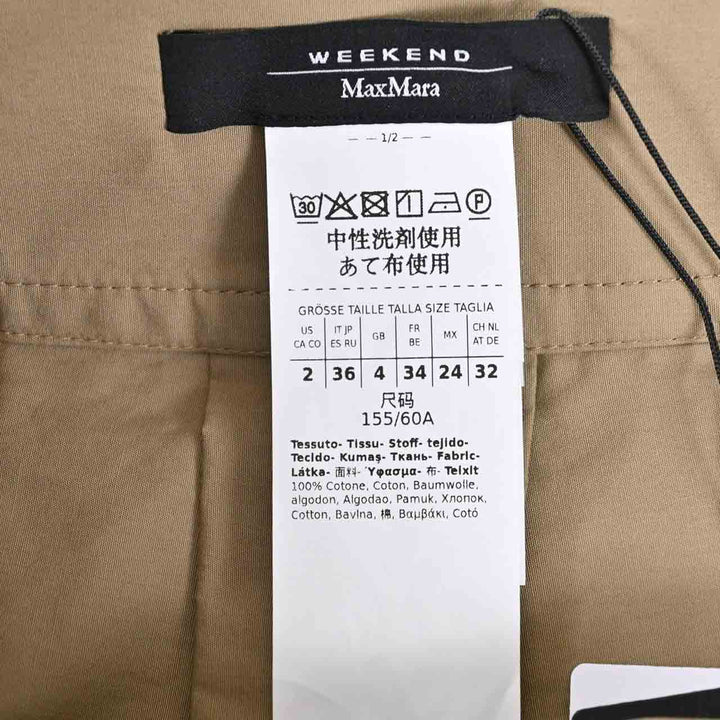 WEEKEND
MaxMara
- - 1/2 - -
30 P
中性洗剤使用
あて布使用
GRÖSSE TAILLE TALLA SIZE TAGLIA
US CA CO IT JP ES RU GB FR BE MX CH NL AT DE
2 36 4 34 24 32
尺码
155/60A
Tessuto- Tissu- Stoff- tejido-
Tecido- Kumaş- Ткань- Fabric-
Látka- 面料- Ύφασμα- 布- Teixit
100% Cotone, Coton, Baumwolle,
algodon, Algodao, Pamuk, Хлопок,
Cotton, Bavlna, 棉, Βαμβάκι, Cotó